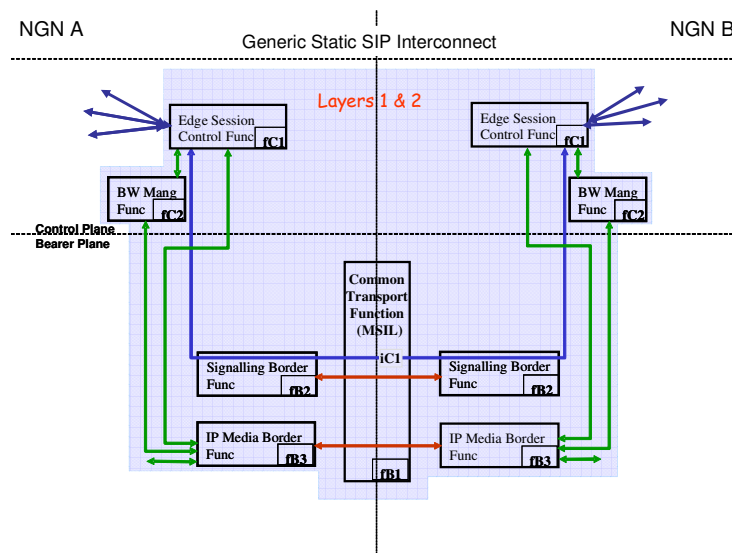 NGN A
NGN B
Generic Static SIP Interconnect
Layers 1 & 2
Edge Session
Control Func
fC1
Edge Session
Control Func
fC1
BW Mang
Func
fC2
BW Mang
Func
fC2
Control Plane
Bearer Plane
Common
Transport
Function
(MSIL)
iC1
Signalling Border
Func
fB2
Signalling Border
Func
fB2
IP Media Border
Func
fB3
IP Media Border
Func
fB3
fB1